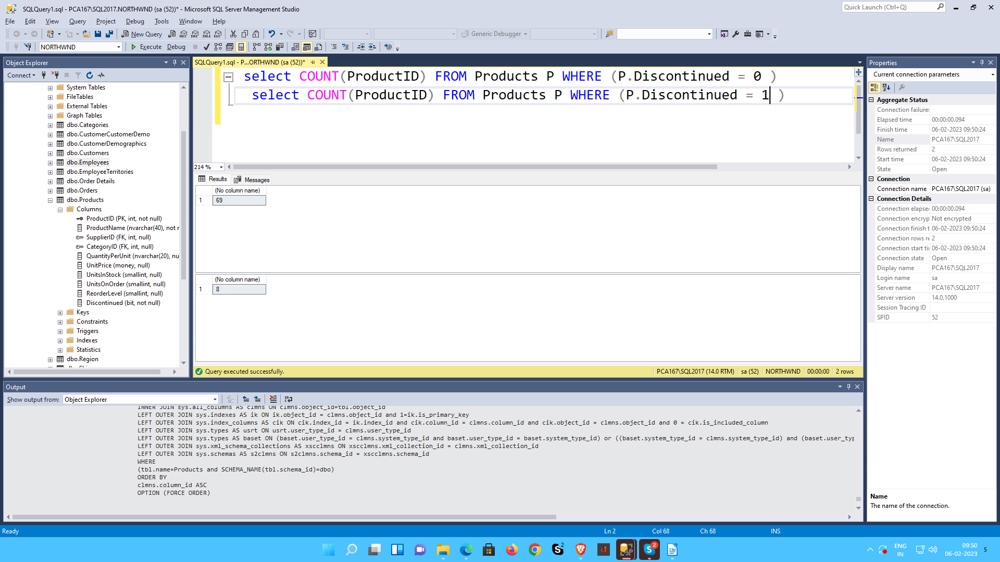 SQLQuery1.sql - PCA167\SQL2017.NORTHWND (sa (52))* - Microsoft SQL Server Management Studio
Quick Launch (Ctrl+Q)
File Edit View Query Project Debug Tools Window Help
New Query
Generic Debugger
NORTHWND
Execute Debug
Object Explorer
Connect
System Tables
FileTables
External Tables
Graph Tables
dbo.Categories
dbo.CustomerCustomerDemo
dbo.CustomerDemographics
dbo.Customers
dbo.Employees
dbo.EmployeeTerritories
dbo.Order Details
dbo.Orders
dbo.Products
Columns
ProductID (PK, int, not null)
ProductName (nvarchar(40), not
SupplierID (FK, int, null)
CategoryID (FK, int, null)
QuantityPerUnit (nvarchar(20), nu
UnitPrice (money, null)
UnitsInStock (smallint, null)
UnitsOnOrder (smallint, null)
ReorderLevel (smallint, null)
Discontinued (bit, not null)
Keys
Constraints
Triggers
Indexes
Statistics
dbo.Region
SQLQuery1.sql - P...ORTHWND (sa (52))*
select COUNT(ProductID) FROM Products P WHERE (P.Discontinued = 0 )
select COUNT(ProductID) FROM Products P WHERE (P.Discontinued = 1 )
214 %
Results Messages
(No column name)
1 69
(No column name)
1 8
Query executed successfully.
PCA167\SQL2017 (14.0 RTM) sa (52) NORTHWND 00:00:00 2 rows
Properties
Current connection parameters
Aggregate Status
Connection failures
Elapsed time 00:00:00.094
Finish time 06-02-2023 09:50:24
Name PCA167\SQL2017
Rows returned 2
Start time 06-02-2023 09:50:24
State Open
Connection
Connection name PCA167\SQL2017 (sa)
Connection Details
Connection elapse 00:00:00.094
Connection encryp Not encrypted
Connection finish t 06-02-2023 09:50:24
Connection rows re 2
Connection start ti 06-02-2023 09:50:24
Connection state Open
Display name PCA167\SQL2017
Login name sa
Server name PCA167\SQL2017
Server version 14.0.1000
Session Tracing ID
SPID 52
Name
The name of the connection.
Output
Show output from: Object Explorer
INNER JOIN sys.all_columns AS clmns ON clmns.object_id=tbl.object_id
LEFT OUTER JOIN sys.indexes AS ik ON ik.object_id = clmns.object_id and 1=ik.is_primary_key
LEFT OUTER JOIN sys.index_columns AS cik ON cik.index_id = ik.index_id and cik.column_id = clmns.column_id and cik.object_id = clmns.object_id and 0 = cik.is_included_column
LEFT OUTER JOIN sys.types AS usrt ON usrt.user_type_id = clmns.user_type_id
LEFT OUTER JOIN sys.types AS baset ON (baset.user_type_id = clmns.system_type_id and baset.user_type_id = baset.system_type_id) or ((baset.system_type_id = clmns.system_type_id) and (baset.user_typ
LEFT OUTER JOIN sys.xml_schema_collections AS xscclmns ON xscclmns.xml_collection_id = clmns.xml_collection_id
LEFT OUTER JOIN sys.schemas AS s2clmns ON s2clmns.schema_id = xscclmns.schema_id
WHERE
(tbl.name=Products and SCHEMA_NAME(tbl.schema_id)=dbo)
ORDER BY
clmns.column_id ASC
OPTION (FORCE ORDER)
Ready Ln 2 Col 68 Ch 68 INS
ENG
IN
09:50
06-02-2023
5